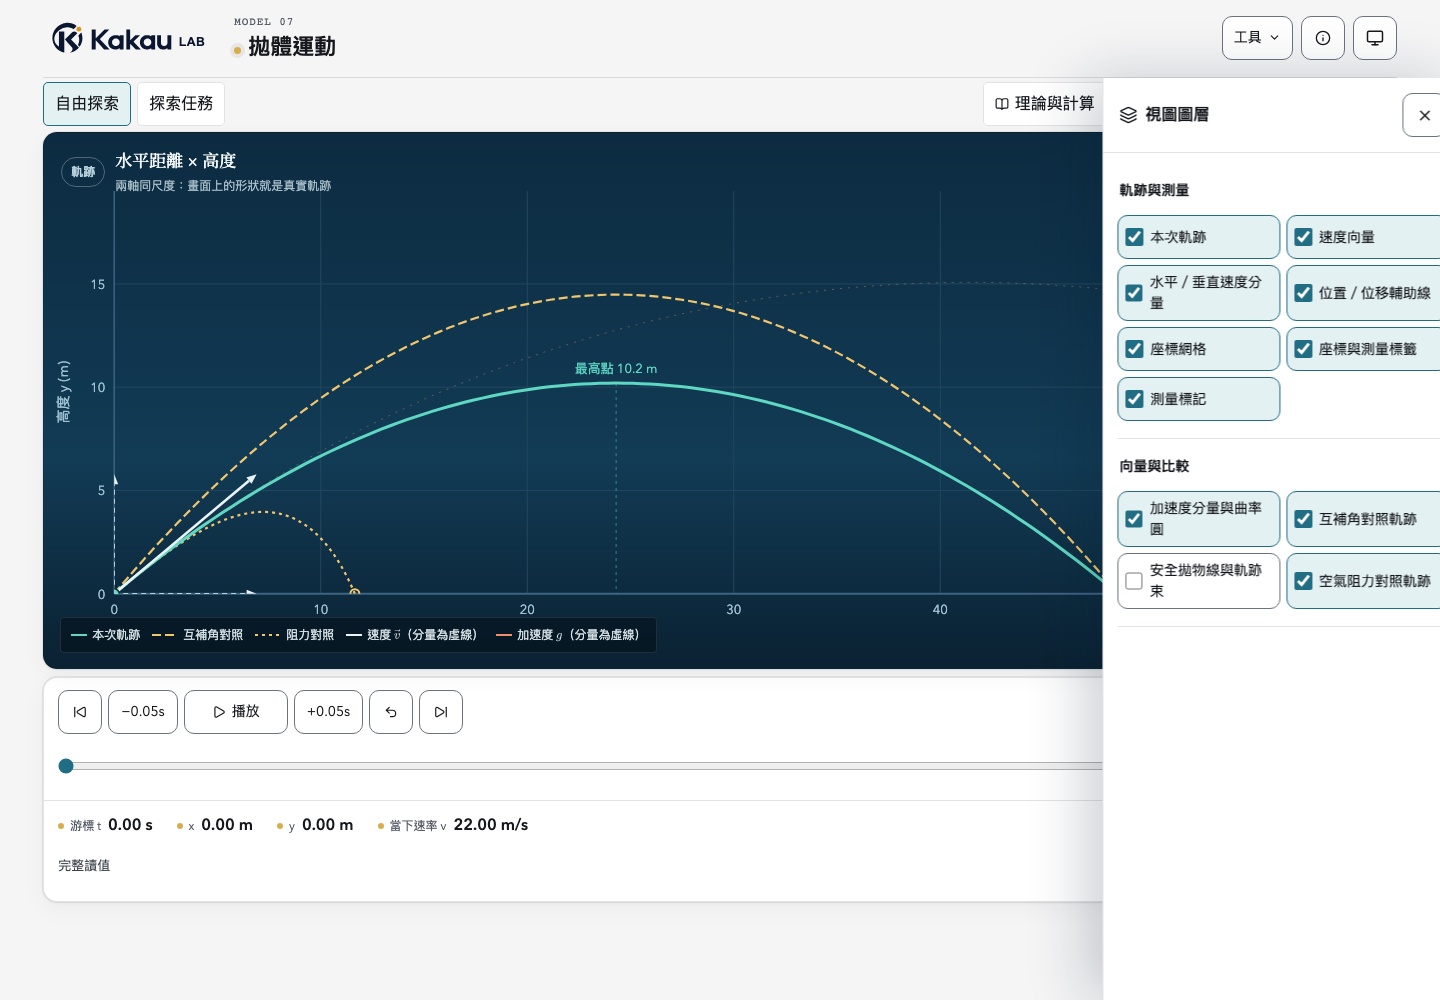 Kakau LAB
MODEL 07
拋體運動
工具
自由探索
探索任務
理論與計算
軌跡
水平距離 × 高度
兩軸同尺度：畫面上的形狀就是真實軌跡
15
10
5
0
高度 y (m)
最高點 10.2 m
0
10
20
30
40
本次軌跡
互補角對照
阻力對照
速度 v⃗（分量為虛線）
加速度 g（分量為虛線）
−0.05s
播放
+0.05s
游標 t 0.00 s
x 0.00 m
y 0.00 m
當下速率 v 22.00 m/s
完整讀值
視圖圖層
軌跡與測量
本次軌跡
速度向量
水平 / 垂直速度分
量
位置 / 位移輔助線
座標網格
座標與測量標籤
測量標記
向量與比較
加速度分量與曲率
圓
互補角對照軌跡
安全拋物線與軌跡
束
空氣阻力對照軌跡